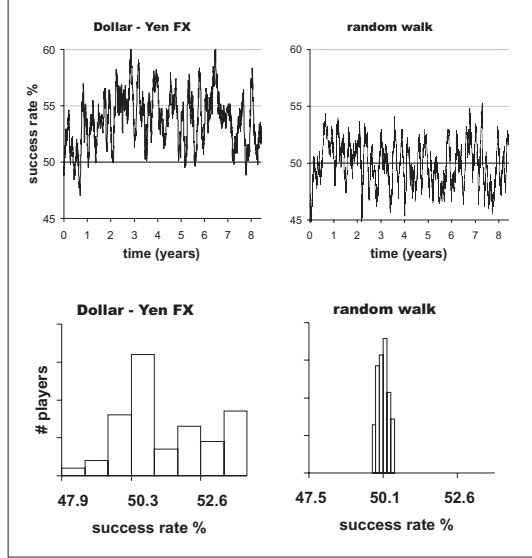 Dollar - Yen FX
60
55
50
45
success rate %
0 1 2 3 4 5 6 7 8
time (years)
random walk
60
55
50
45
0 1 2 3 4 5 6 7 8
time (years)
Dollar - Yen FX
# players
47.9 50.3 52.6
success rate %
random walk
47.5 50.1 52.6
success rate %